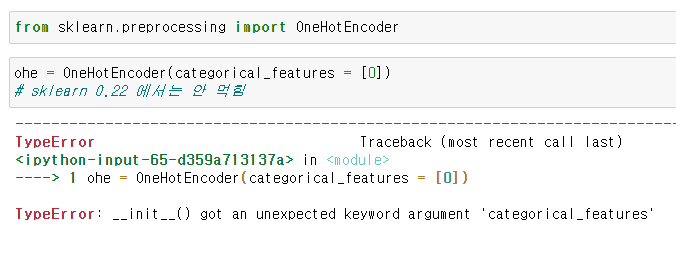 from sklearn.preprocessing import OneHotEncoder
ohe = OneHotEncoder(categorical_features = [0])
# sklearn 0.22 에서는 안 먹힘
---------------------------------------------------------------------------
TypeError                                 Traceback (most recent call last)
<ipython-input-65-d359a713137a> in <module>
----> 1 ohe = OneHotEncoder(categorical_features = [0])
TypeError: __init__() got an unexpected keyword argument 'categorical_features'